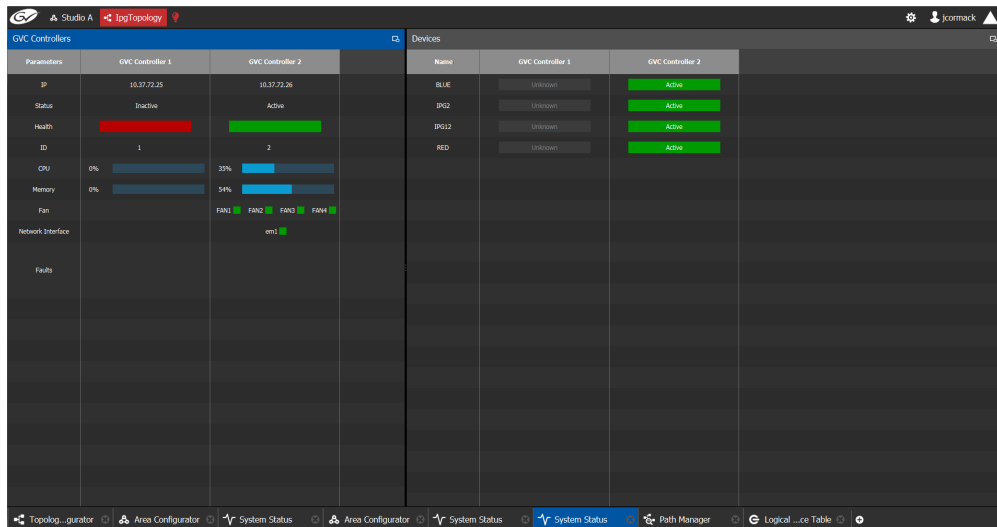 GV Studio A IpgTopology jcormack
GVC Controllers Devices
Parameters GVC Controller 1 GVC Controller 2 Name GVC Controller 1 GVC Controller 2
IP 10.37.72.25 10.37.72.26 BLUE Unknown Active
Status Inactive Active IPG2 Unknown Active
Health IPG12 Unknown Active
ID 1 2 RED Unknown Active
CPU 0% 35%
Memory 0% 54%
Fan FAN1 FAN2 FAN3 FAN4
Network Interface em1
Faults
Topolog...gurator Area Configurator System Status Area Configurator System Status System Status Path Manager Logical ...ce Table